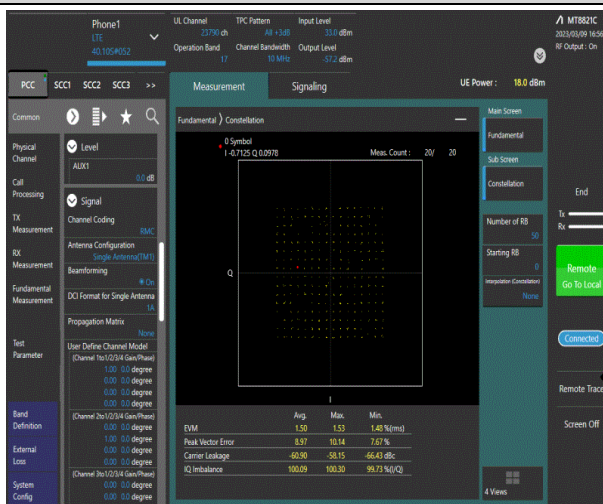 Phone1
LTE
40.10S#052
UL Channel
23790 ch
TPC Pattern
All +3dB
Input Level
33.0 dBm
Operation Band
17
Channel Bandwidth
10 MHz
Output Level
-57.2 dBm
MT8821C
2023/03/09 16:56
RF Output : On
PCC SCC1 SCC2 SCC3 >>
Measurement
Signaling
UE Power : 18.0 dBm
Common
Physical
Channel
Call
Processing
TX
Measurement
RX
Measurement
Fundamental
Measurement
Test
Parameter
Band
Definition
External
Loss
System
Config
Level
AUX1
0.0 dB
Signal
Channel Coding
RMC
Antenna Configuration
Single Antenna(TM1)
Beamforming
On
DCI Format for Single Antenna
1A
Propagation Matrix
None
User Define Channel Model
(Channel 1to1/2/3/4 Gain/Phase)
1.00 0.0 degree
0.00 0.0 degree
0.00 0.0 degree
0.00 0.0 degree
(Channel 2to1/2/3/4 Gain/Phase)
0.00 0.0 degree
1.00 0.0 degree
0.00 0.0 degree
0.00 0.0 degree
(Channel 3to1/2/3/4 Gain/Phase)
0.00 0.0 degree
0.00 0.0 degree
Fundamental ⟩ Constellation
0 Symbol
I -0.7125 Q 0.0978
Meas. Count : 20/ 20
Q
I
Avg. Max. Min.
EVM 1.50 1.53 1.48 %(rms)
Peak Vector Error 8.97 10.14 7.67 %
Carrier Leakage -60.90 -58.15 -66.43 dBc
IQ Imbalance 100.09 100.30 99.73 %(I/Q)
Main Screen
Fundamental
Sub Screen
Constellation
Number of RB
50
Starting RB
0
Interpolation (Constellation)
None
4 Views
End
Tx
Rx
Remote
Go To Local
Connected
Remote Trace
Screen Off